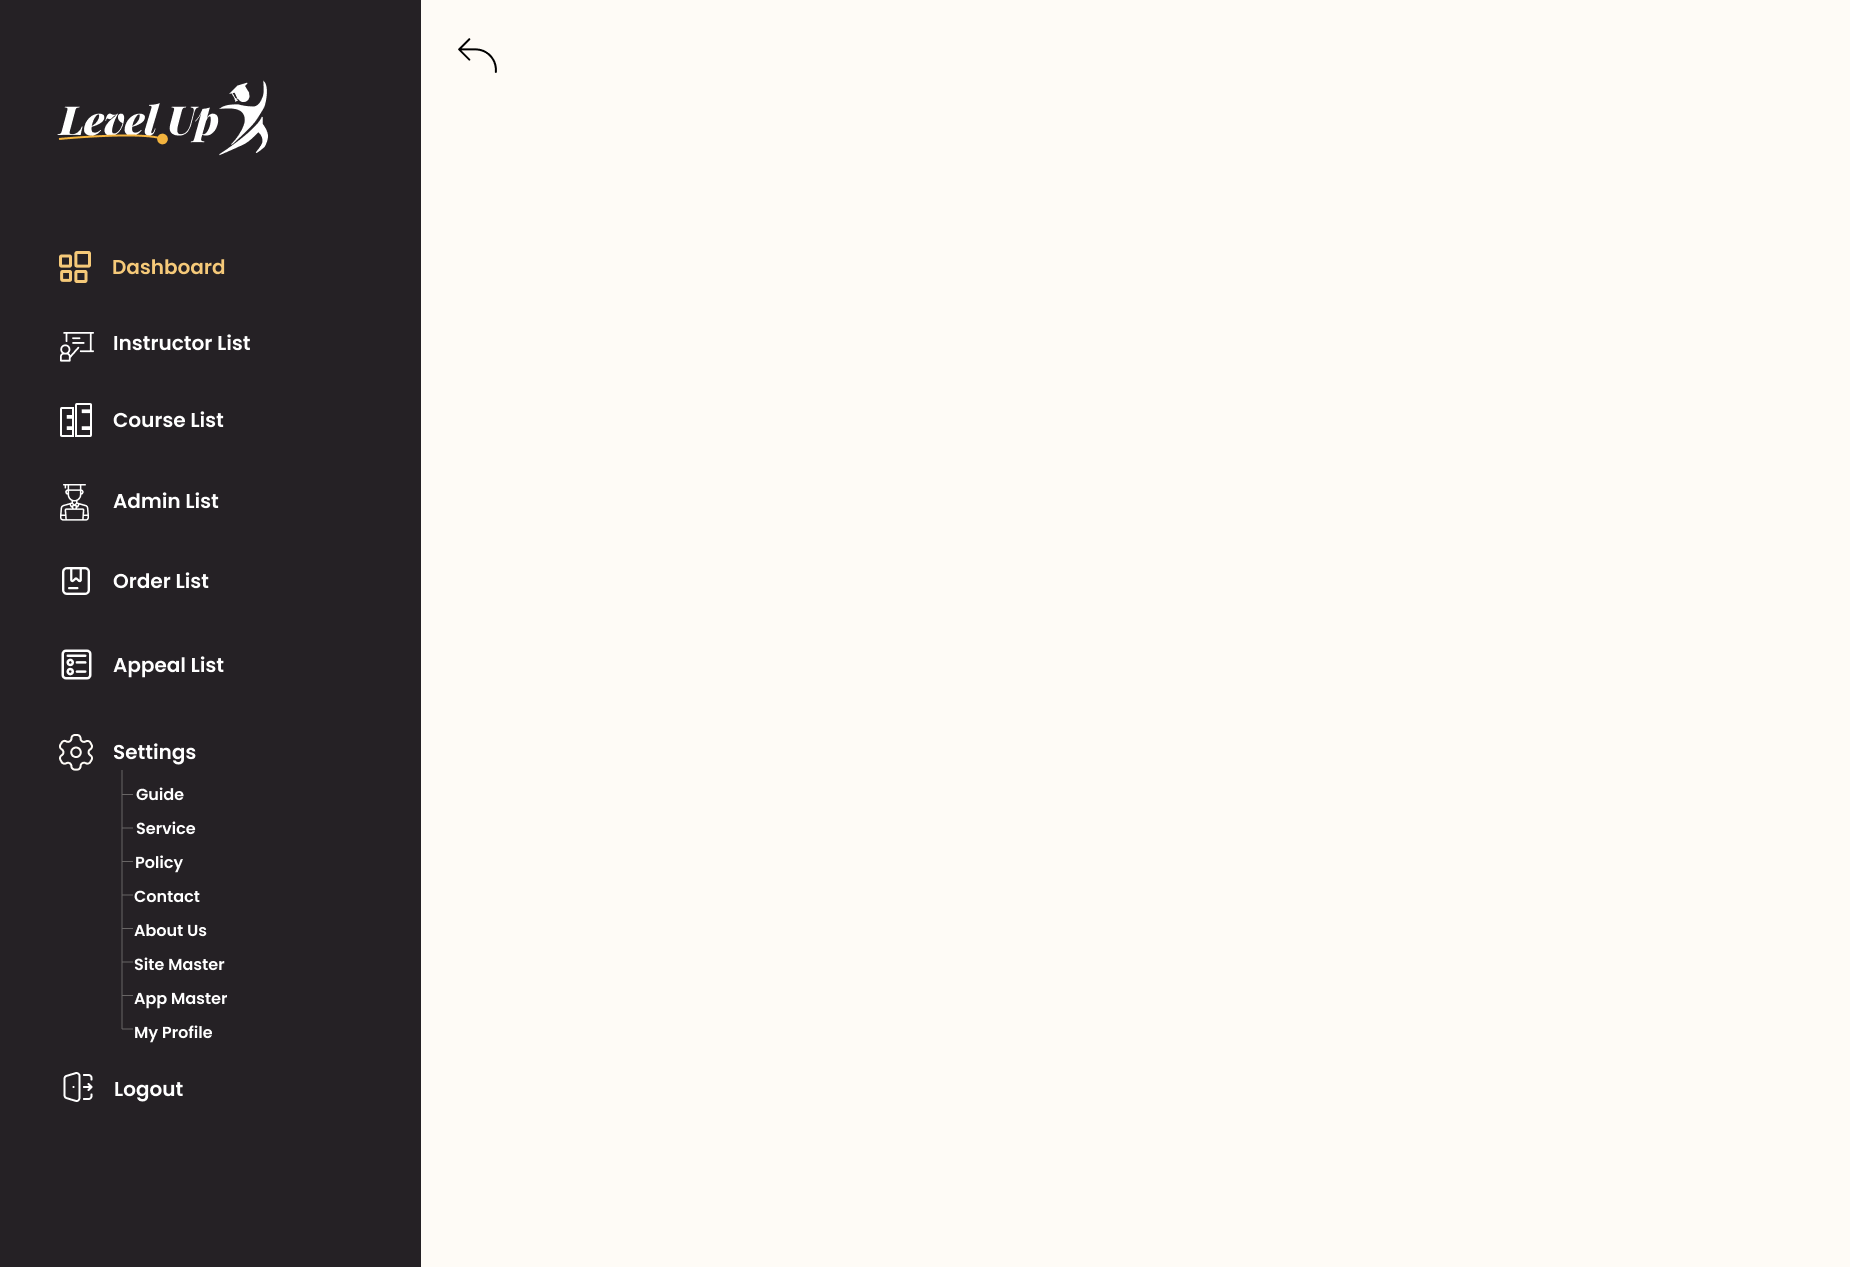 Level Up
Dashboard
Instructor List
Course List
Admin List
Order List
Appeal List
Settings
Guide
Service
Policy
Contact
About Us
Site Master
App Master
My Profile
Logout